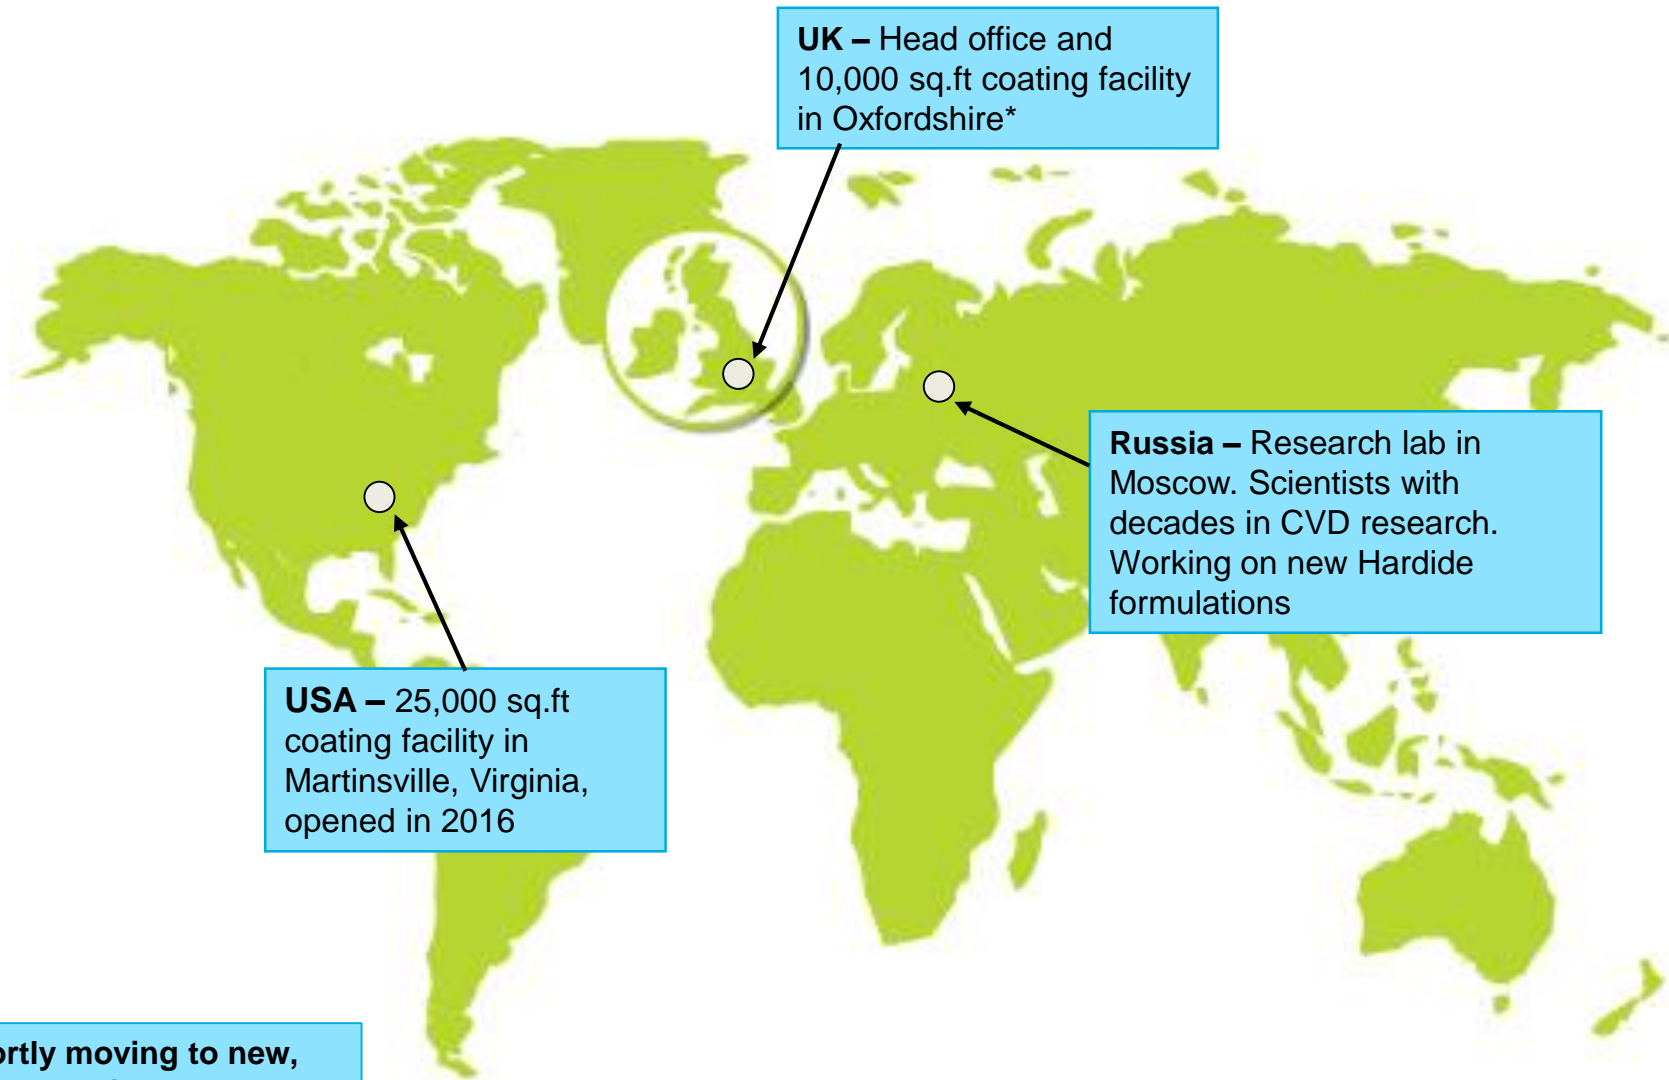 UK – Head office and
10,000 sq.ft coating facility
in Oxfordshire*
Russia – Research lab in
Moscow. Scientists with
decades in CVD research.
Working on new Hardide
formulations
USA – 25,000 sq.ft
coating facility in
Martinsville, Virginia,
opened in 2016
moving to new,